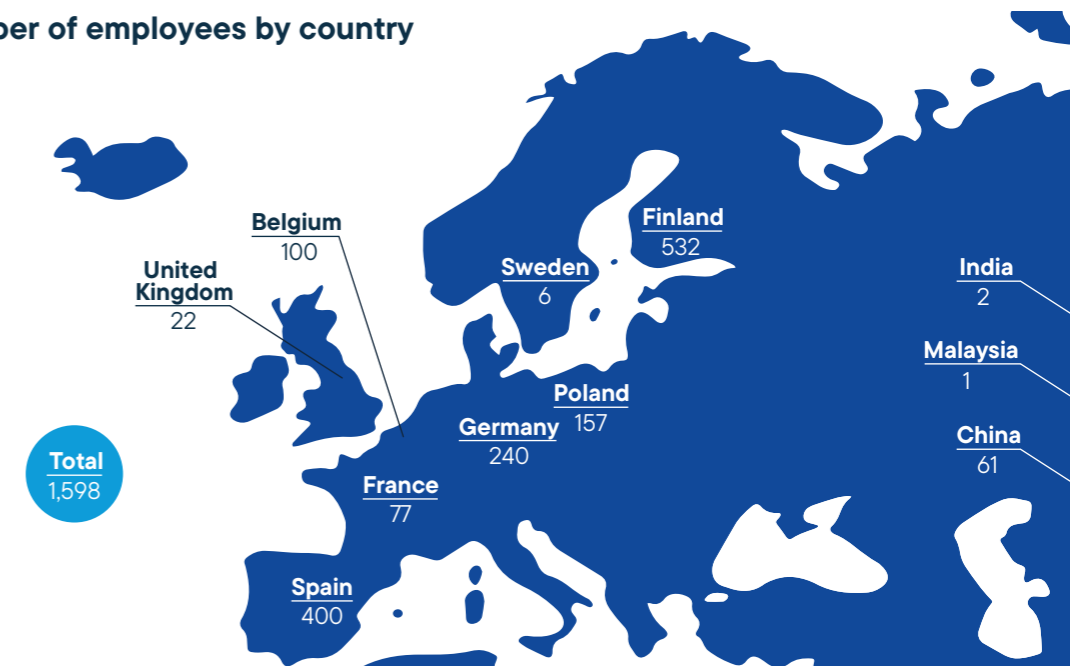 ber of employees by country
Belgium
100
United
Kingdom
22
Finland
532
Sweden
6
India
2
Malaysia
1
Poland
157
Germany
240
China
61
Total
1,598
France
77
Spain
400